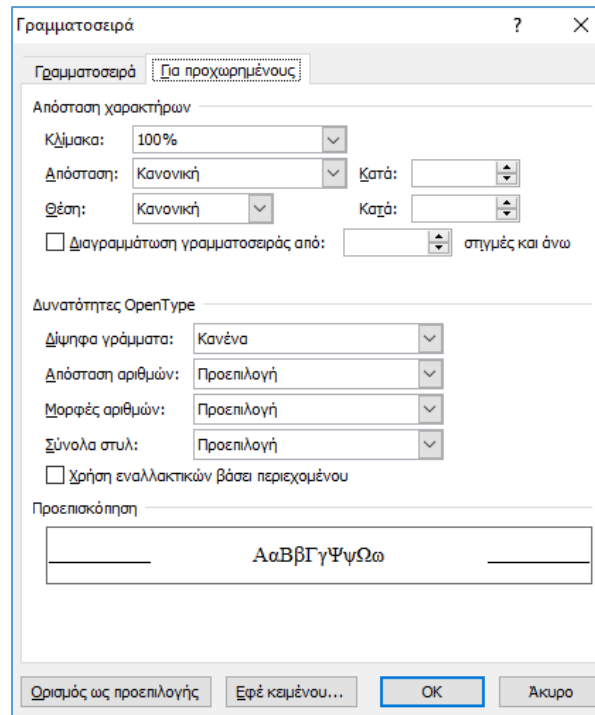 Γραμματοσειρά ? ✕
Γραμματοσειρά Για προχωρημένους
Απόσταση χαρακτήρων
Κλίμακα: 100%
Απόσταση: Κανονική Κατά:
Θέση: Κανονική Κατά:
Διαγραμμάτωση γραμματοσειράς από: στιγμές και άνω
Δυνατότητες OpenType
Δίψηφα γράμματα: Κανένα
Απόσταση αριθμών: Προεπιλογή
Μορφές αριθμών: Προεπιλογή
Σύνολα στυλ: Προεπιλογή
Χρήση εναλλακτικών βάσει περιεχομένου
Προεπισκόπηση
ΑαΒβΓγΨψΩω
Ορισμός ως προεπιλογής Εφέ κειμένου... OK Άκυρο